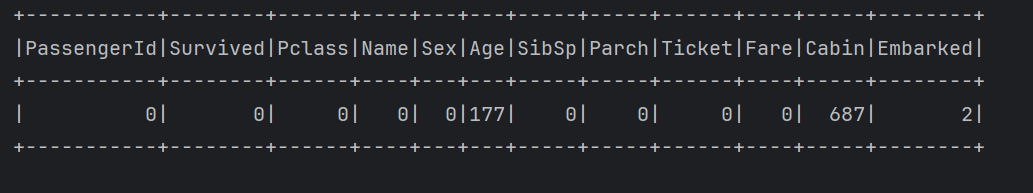 +-----------+--------+------+----+---+---+-----+-----+------+----+-----+--------+
|PassengerId|Survived|Pclass|Name|Sex|Age|SibSp|Parch|Ticket|Fare|Cabin|Embarked|
+-----------+--------+------+----+---+---+-----+-----+------+----+-----+--------+
|          0|       0|     0|   0|  0|177|    0|    0|     0|   0|  687|       2|
+-----------+--------+------+----+---+---+-----+-----+------+----+-----+--------+